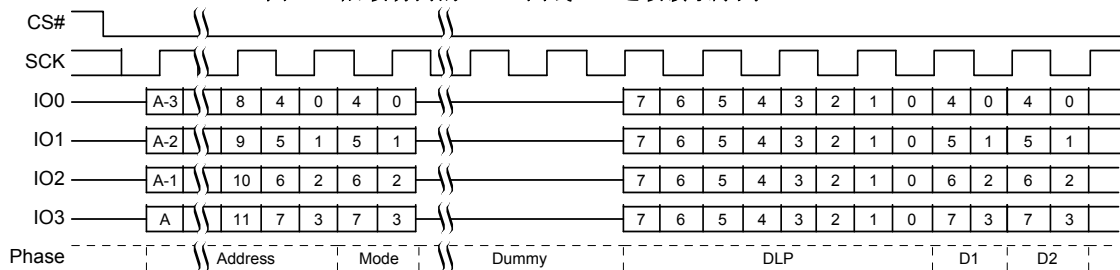 CS#
SCK
IO0 A-3 8 4 0 4 0 7 6 5 4 3 2 1 0 4 0 4 0
IO1 A-2 9 5 1 5 1 7 6 5 4 3 2 1 0 5 1 5 1
IO2 A-1 10 6 2 6 2 7 6 5 4 3 2 1 0 6 2 6 2
IO3 A 11 7 3 7 3 7 6 5 4 3 2 1 0 7 3 7 3
Phase Address Mode Dummy DLP D1 D2